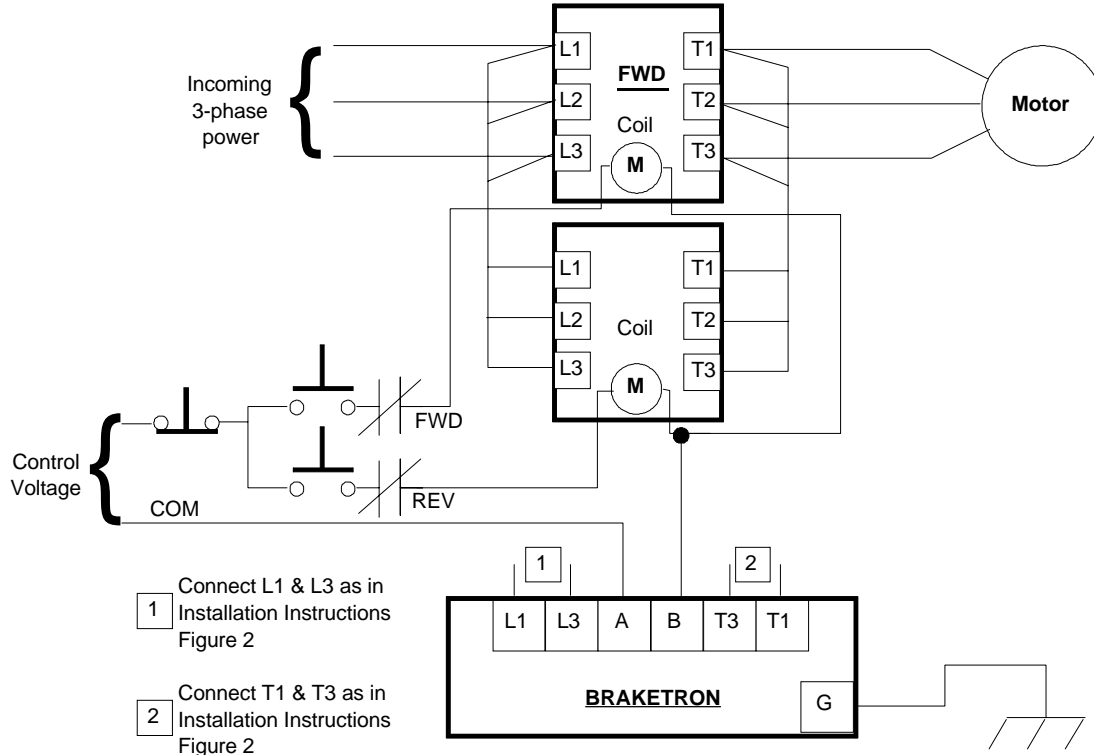 L1
T1
FWD
Incoming
3-phase
power
L2
T2
Motor
Coil
L3
T3
M
L1
T1
L2
Coil
T2
L3
T3
M
FWD
Control
Voltage
REV
COM
1
2
1
Connect L1 & L3 as in
Installation Instructions
Figure 2
L1 L3 A B T3 T1
2
Connect T1 & T3 as in
Installation Instructions
Figure 2
BRAKETRON
G